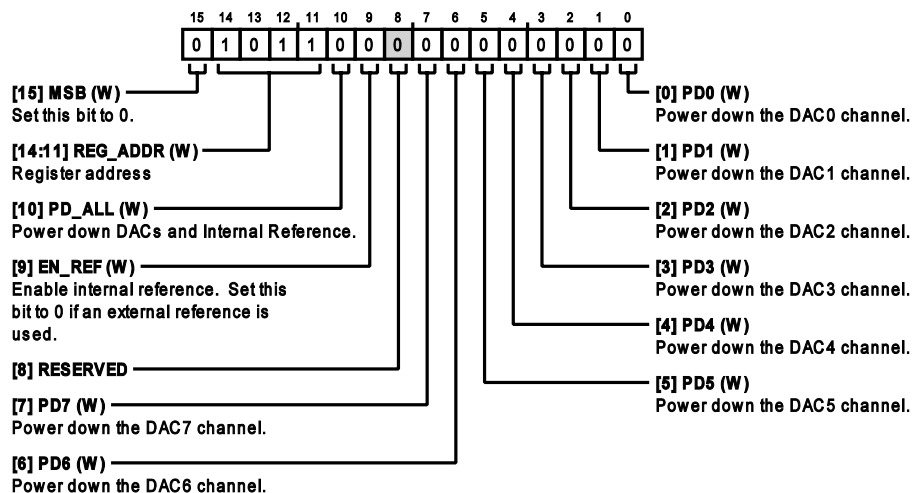 15 14 13 12 11 10 9 8 7 6 5 4 3 2 1 0
0 1 0 1 1 0 0 0 0 0 0 0 0 0 0 0
[15] MSB (W)
Set this bit to 0.
[14:11] REG_ADDR (W)
Register address
[10] PD_ALL (W)
Power down DACs and Internal Reference.
[9] EN_REF (W)
Enable internal reference. Set this
bit to 0 if an external reference is
used.
[8] RESERVED
[7] PD7 (W)
Power down the DAC7 channel.
[6] PD6 (W)
Power down the DAC6 channel.
[0] PD0 (W)
Power down the DAC0 channel.
[1] PD1 (W)
Power down the DAC1 channel.
[2] PD2 (W)
Power down the DAC2 channel.
[3] PD3 (W)
Power down the DAC3 channel.
[4] PD4 (W)
Power down the DAC4 channel.
[5] PD5 (W)
Power down the DAC5 channel.